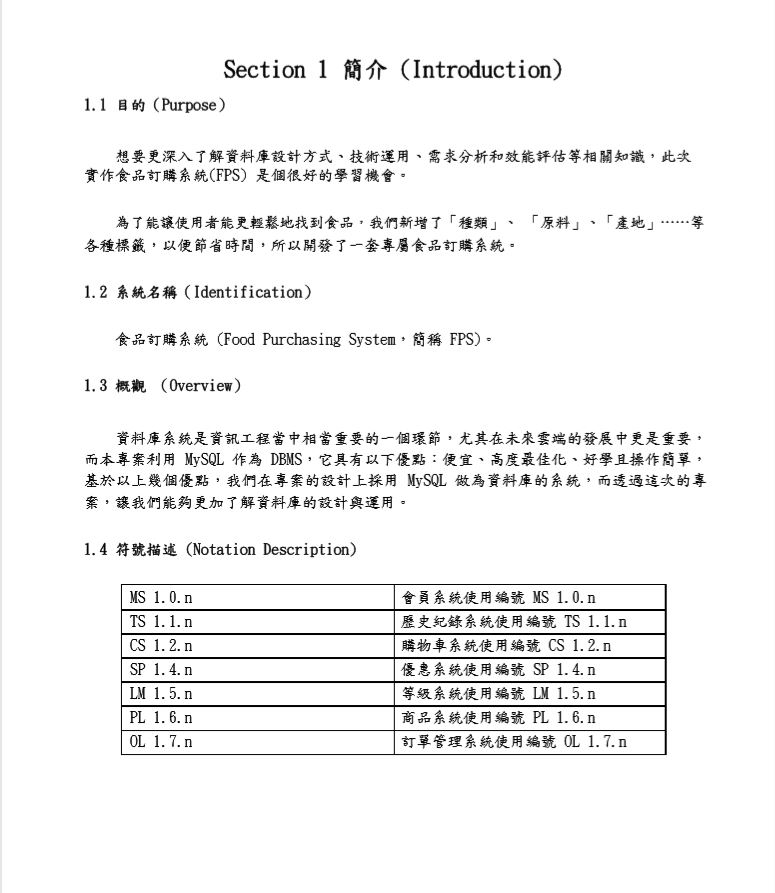 Section 1 簡介 (Introduction)
1.1 目的(Purpose)
想要更深入了解資料庫設計方式、技術運用、需求分析和效能評估等相關知識，此次
實作食品訂購系統(FPS) 是個很好的學習機會。
為了能讓使用者能更輕鬆地找到食品，我們新增了「種類」、 「原料」、「產地」……等
各種標籤，以便節省時間，所以開發了一套專屬食品訂購系統。
1.2 系統名稱(Identification)
食品訂購系統 (Food Purchasing System，簡稱 FPS)。
1.3 概觀 (Overview)
資料庫系統是資訊工程當中相當重要的一個環節，尤其在未來雲端的發展中更是重要，
而本專案利用 MySQL 作為 DBMS，它具有以下優點：便宜、高度最佳化、好學且操作簡單，
基於以上幾個優點，我們在專案的設計上採用 MySQL 做為資料庫的系統，而透過這次的專
案，讓我們能夠更加了解資料庫的設計與運用。
1.4 符號描述 (Notation Description)
MS 1.0.n 會員系統使用編號 MS 1.0.n
TS 1.1.n 歷史紀錄系統使用編號 TS 1.1.n
CS 1.2.n 購物車系統使用編號 CS 1.2.n
SP 1.4.n 優惠系統使用編號 SP 1.4.n
LM 1.5.n 等級系統使用編號 LM 1.5.n
PL 1.6.n 商品系統使用編號 PL 1.6.n
OL 1.7.n 訂單管理系統使用編號 OL 1.7.n